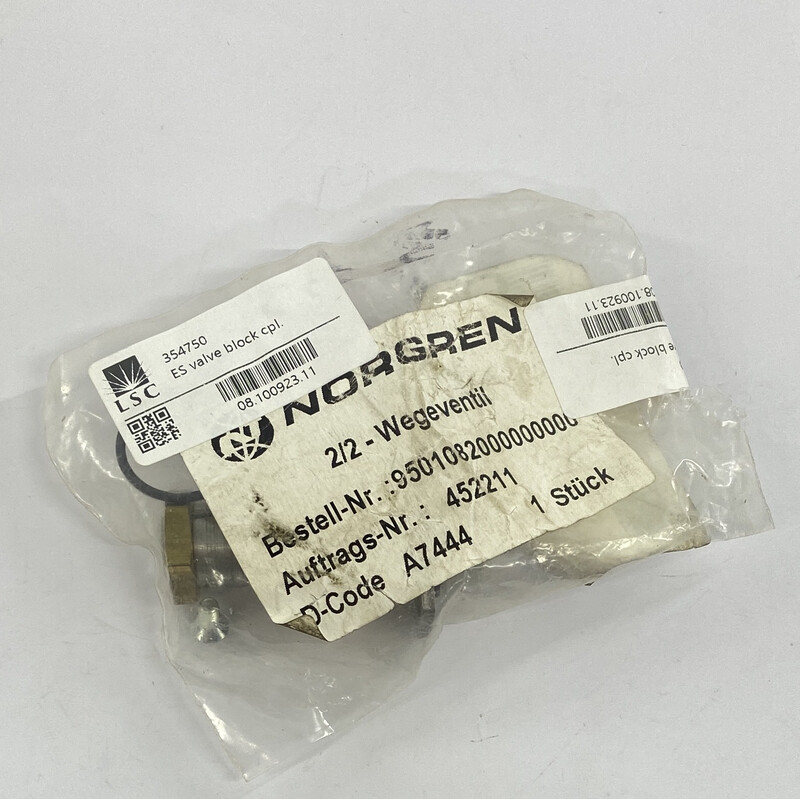 354750
ES valve block cpl.
08.100923.11
LSC
NORGREN
2/2 - Wegeventil
Bestell-Nr. :9501082000000000
Auftrags-Nr. : 452211
D-Code A7444 1 Stück
08.100923.11
block cpl.